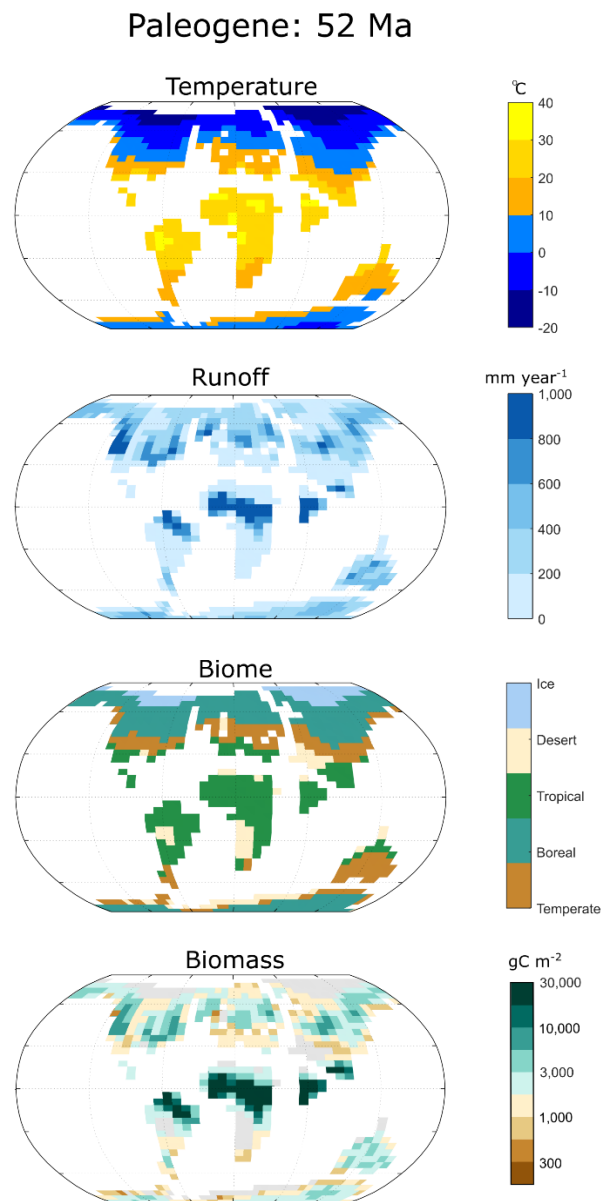 Paleogene: 52 Ma
Temperature
°C
40
30
20
10
0
-10
-20
Runoff
mm year-1
1,000
800
600
400
200
0
Biome
Ice
Desert
Tropical
Boreal
Temperate
Biomass
gC m-2
30,000
10,000
3,000
1,000
300